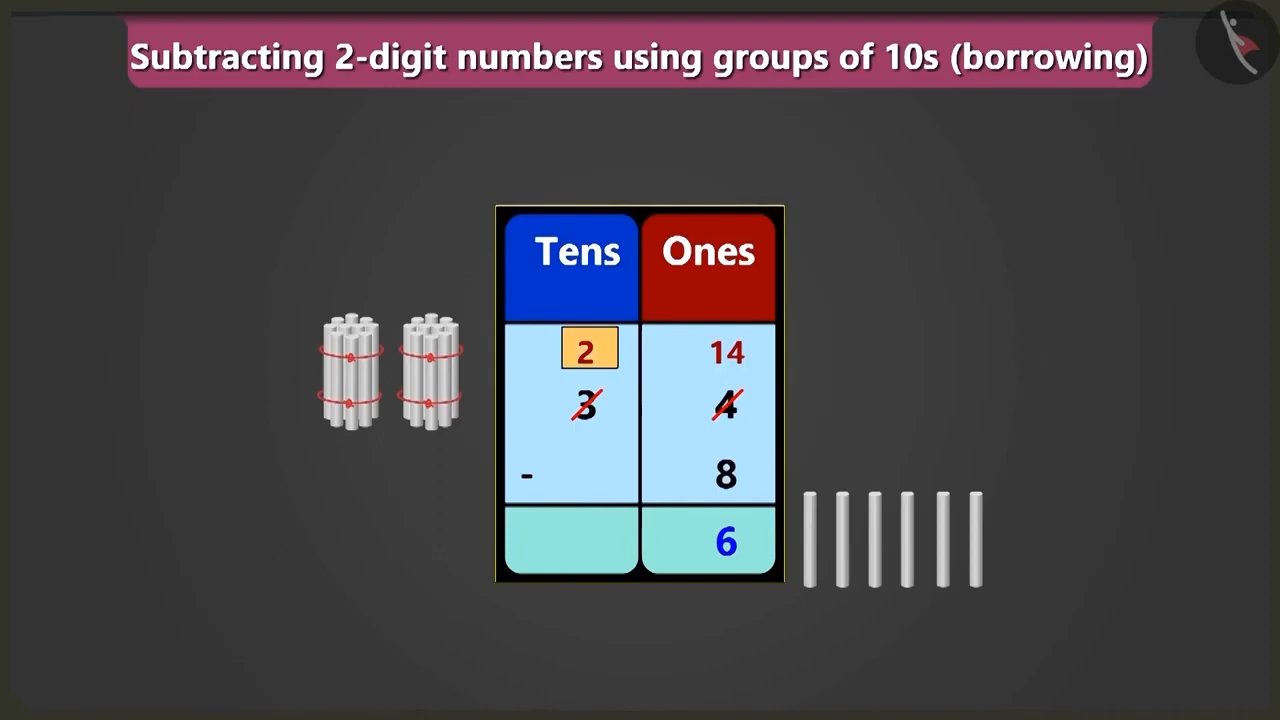 Subtracting 2-digit numbers using groups of 10s (borrowing)
Tens Ones
2 14
3 4
- 8
6